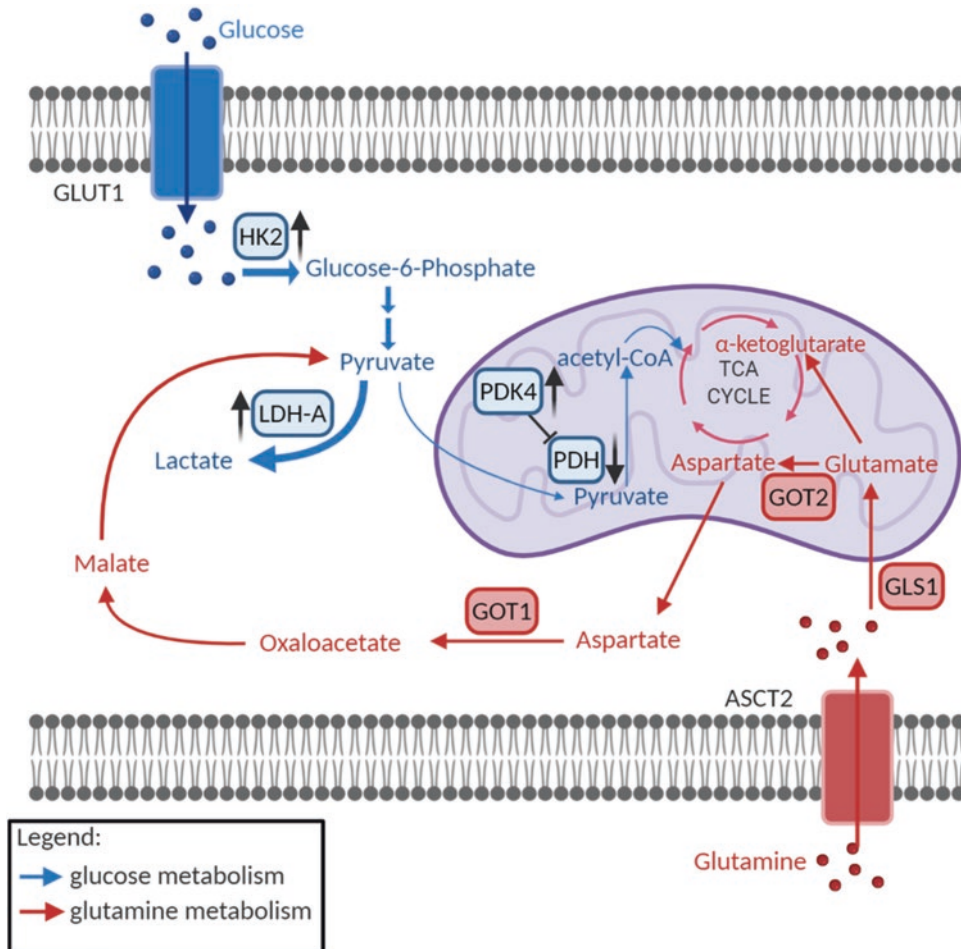 Glucose
GLUT1
HK2
Glucose-6-Phosphate
Pyruvate
LDH-A
Lactate
acetyl-CoA
α-ketoglutarate
TCA
CYCLE
PDK4
PDH
Pyruvate
Aspartate
Glutamate
GOT2
Malate
GLS1
GOT1
Oxaloacetate
Aspartate
ASCT2
Glutamine
Legend:
glucose metabolism
glutamine metabolism